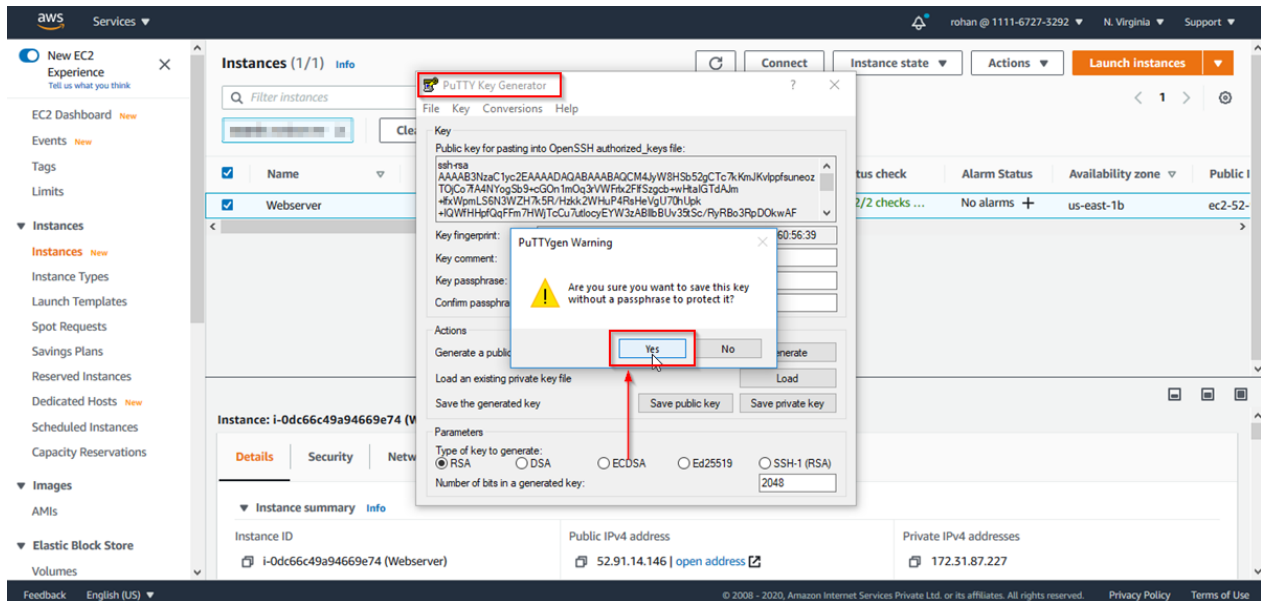 aws
Services ▼
rohan @ 1111-6727-3292 ▼
N. Virginia ▼
Support ▼
New EC2
Experience
Tell us what you think
EC2 Dashboard New
Events New
Tags
Limits
▼ Instances
Instances New
Instance Types
Launch Templates
Spot Requests
Savings Plans
Reserved Instances
Dedicated Hosts New
Scheduled Instances
Capacity Reservations
▼ Images
AMIs
▼ Elastic Block Store
Volumes
Instances (1/1) Info
Connect
Instance state ▼
Actions ▼
Launch instances ▼
Filter instances
Clea
1
Name
tus check
Alarm Status
Availability zone
Public I
Webserver
2/2 checks ...
No alarms +
us-east-1b
ec2-52-
PuTTY Key Generator
? ×
File Key Conversions Help
Key
Public key for pasting into OpenSSH authorized_keys file:
ssh-rsa
Key fingerprint:
60:56:39
Key comment:
Key passphrase:
Confirm passphra
PuTTYgen Warning
Are you sure you want to save this key
without a passphrase to protect it?
Yes
No
Actions
Generate a public
enerate
Load an existing private key file
Load
Save the generated key
Save public key
Save private key
Parameters
Type of key to generate:
RSA DSA ECDSA Ed25519 SSH-1 (RSA)
Number of bits in a generated key:
2048
Instance: i-0dc66c49a94669e74 (W
Details
Security
Netw
▼ Instance summary Info
Instance ID
Public IPv4 address
Private IPv4 addresses
i-0dc66c49a94669e74 (Webserver)
52.91.14.146 | open address
172.31.87.227
Feedback
English (US) ▼
© 2008 - 2020, Amazon Internet Services Private Ltd. or its affiliates. All rights reserved.
Privacy Policy
Terms of Use